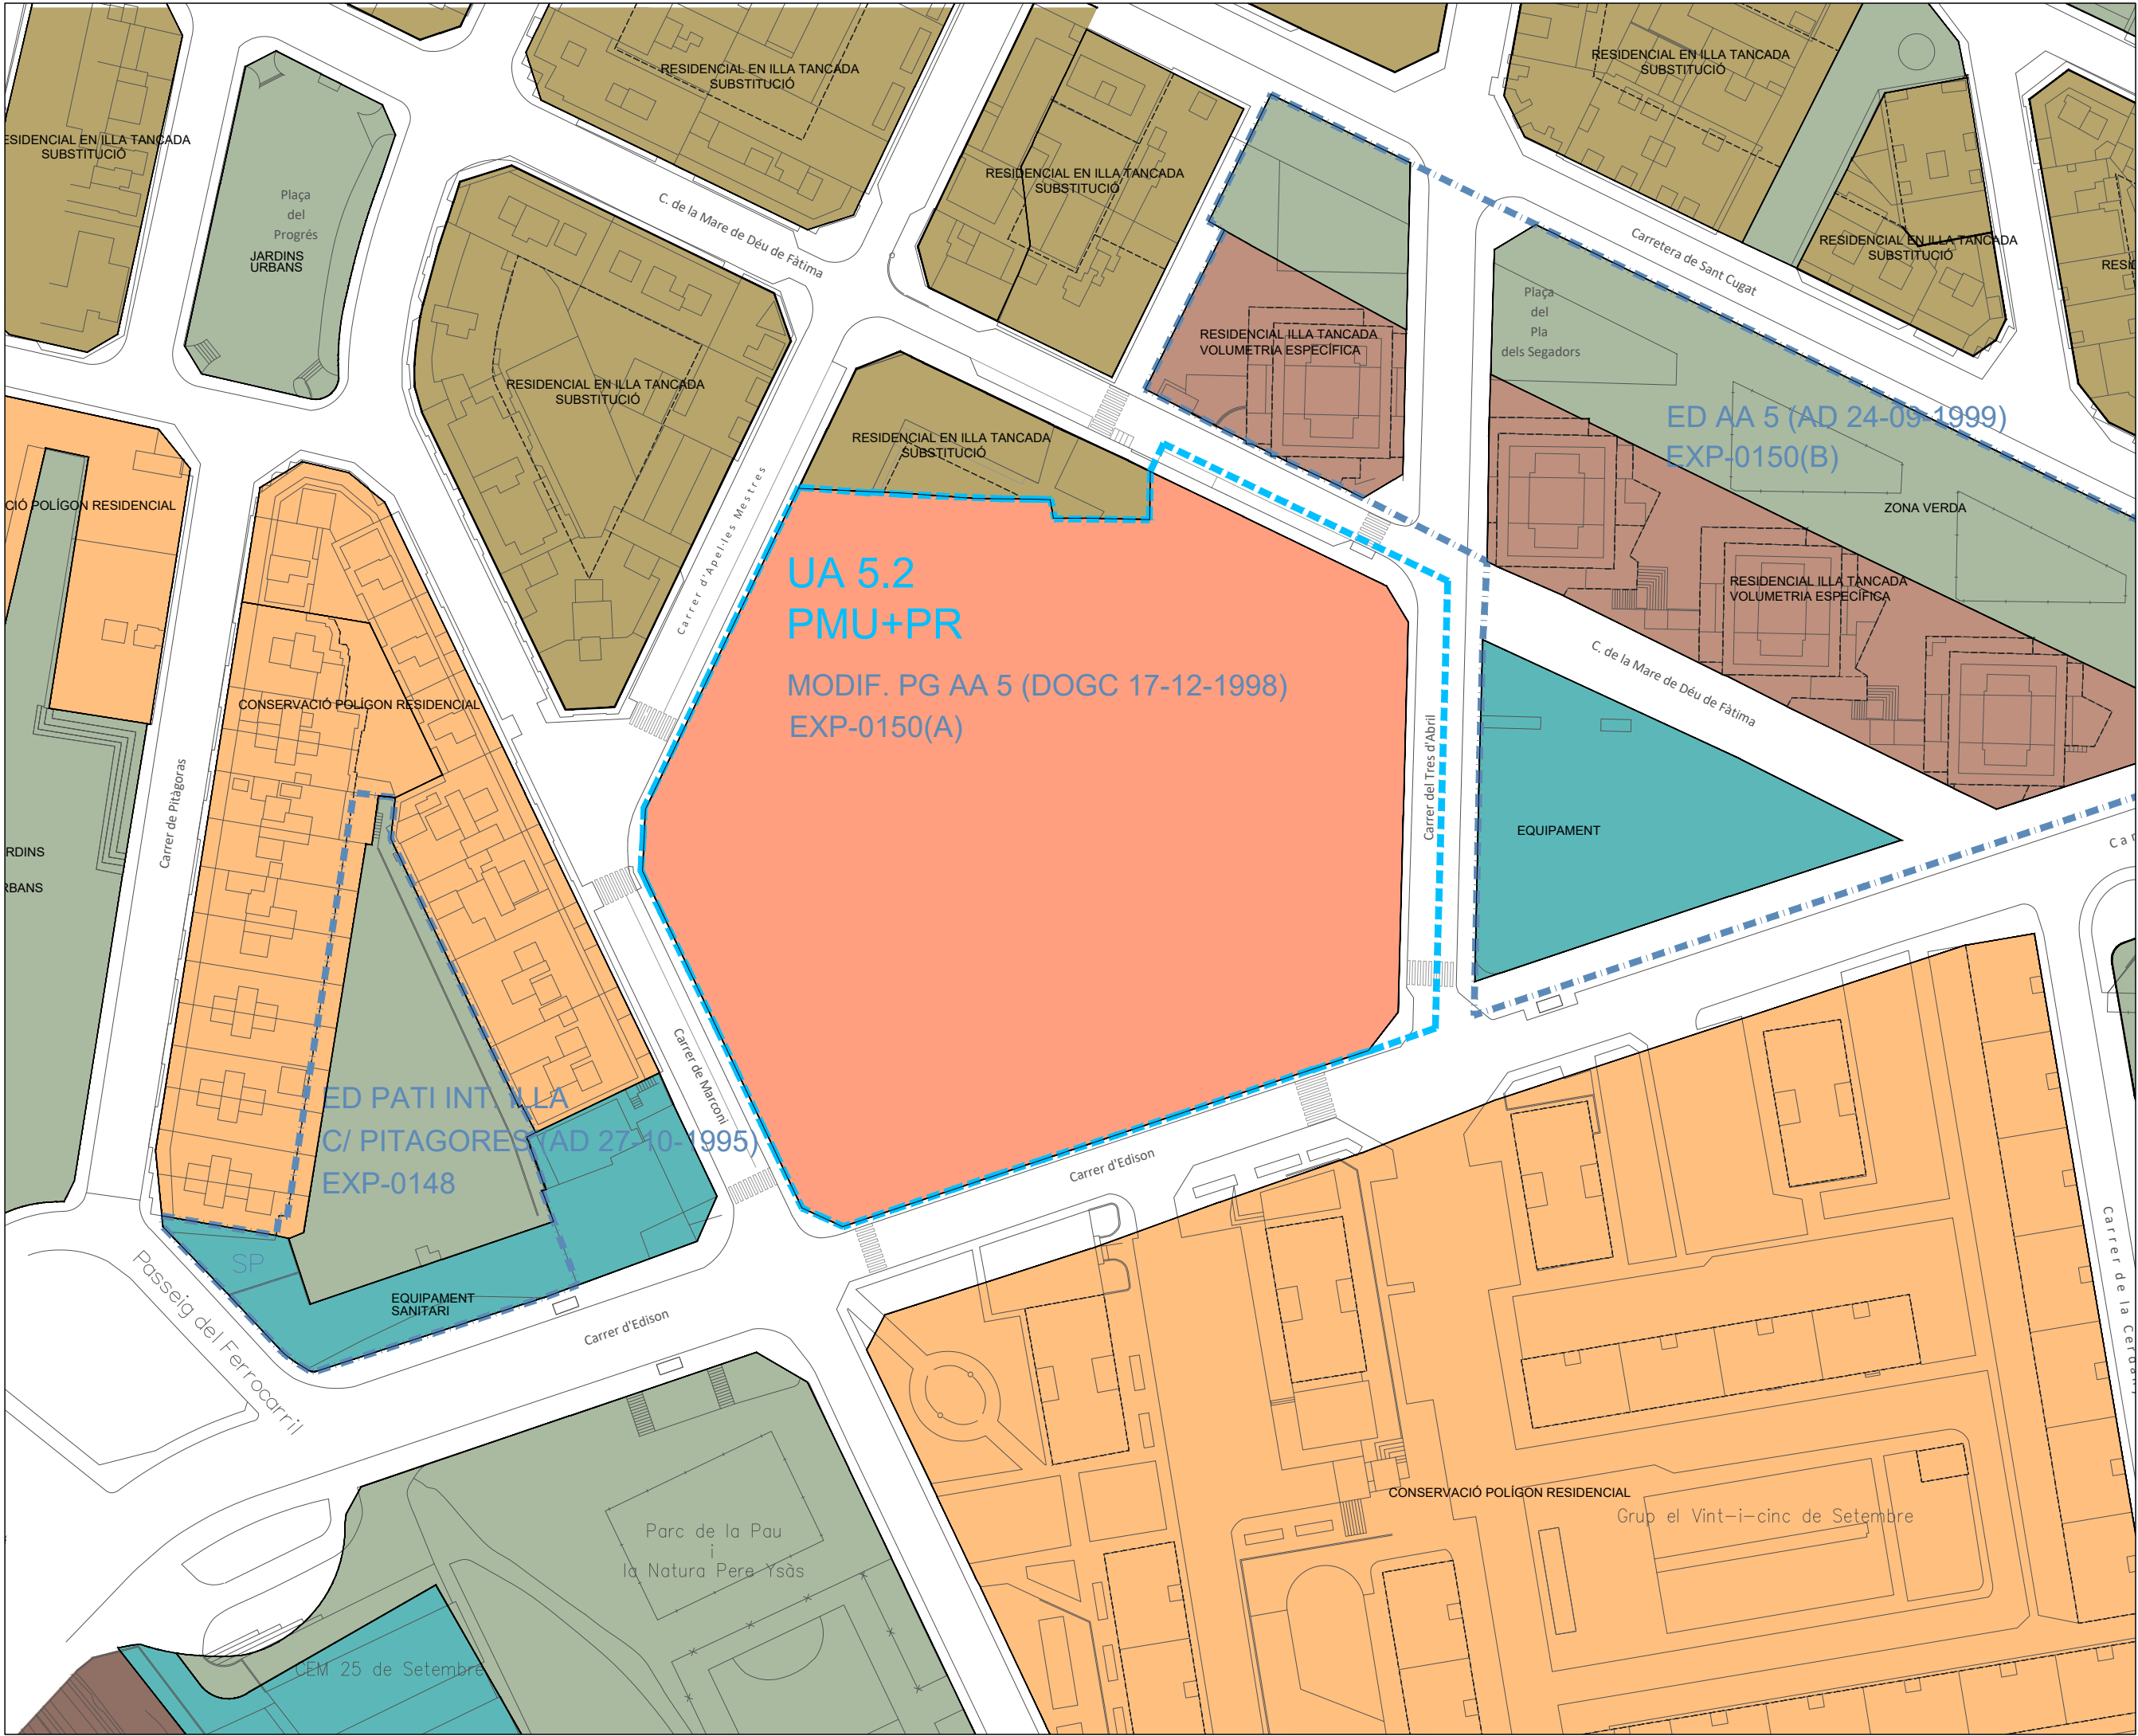 RESIDENCIAL EN ILLA TANCADA
SUBSTITUCIÓ
RESIDENCIAL EN ILLA TANCADA
SUBSTITUCIÓ
ESIDENCIAL EN ILLA TANCADA
SUBSTITUCIÓ
RESIDENCIAL EN ILLA TANCADA
SUBSTITUCIÓ
Plaça
del
Progrés
JARDINS
URBANS
C. de la Mare de Déu de Fàtima
Carretera de Sant Cugat
RESIDENCIAL EN ILLA TANCADA
SUBSTITUCIÓ
RESID
Plaça
del
Pla
dels Segadors
RESIDENCIAL ILLA TANCADA
VOLUMETRIA ESPECÍFICA
RESIDENCIAL EN ILLA TANCADA
SUBSTITUCIÓ
ED AA 5 (AD 24-09-1999)
EXP-0150(B)
RESIDENCIAL EN ILLA TANCADA
SUBSTITUCIÓ
CIÓ POLÍGON RESIDENCIAL
Carrer d'Apel·les Mestres
ZONA VERDA
UA 5.2
PMU+PR
RESIDENCIAL ILLA TANCADA
VOLUMETRIA ESPECÍFICA
MODIF. PG AA 5 (DOGC 17-12-1998)
EXP-0150(A)
C. de la Mare de Déu de Fàtima
CONSERVACIÓ POLÍGON RESIDENCIAL
Carrer de Pitàgoras
Carrer del Tres d'Abril
EQUIPAMENT
Car
RDINS
RBANS
Carrer de Marconi
ED PATI INT. ILLA
C/ PITAGORES (AD 27-10-1995)
EXP-0148
Carrer d'Edison
SP
EQUIPAMENT
SANITARI
Passeig del Ferrocarril
Carrer d'Edison
Carrer de la Cerdany
CONSERVACIÓ POLÍGON RESIDENCIAL
Grup el Vint-i-cinc de Setembre
Parc de la Pau
i
la Natura Pere Ysàs
CEM 25 de Setembre